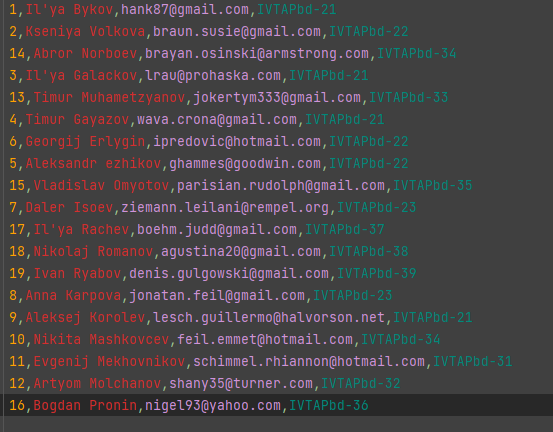 1,Il'ya Bykov,hank87@gmail.com,IVTAPbd-21
2,Kseniya Volkova,braun.susie@gmail.com,IVTAPbd-22
14,Abror Norboev,brayan.osinski@armstrong.com,IVTAPbd-34
3,Il'ya Galackov,lrau@prohaska.com,IVTAPbd-21
13,Timur Muhametzyanov,jokertym333@gmail.com,IVTAPbd-33
4,Timur Gayazov,wava.crona@gmail.com,IVTAPbd-21
6,Georgij Erlygin,ipredovic@hotmail.com,IVTAPbd-22
5,Aleksandr ezhikov,ghammes@goodwin.com,IVTAPbd-22
15,Vladislav Omyotov,parisian.rudolph@gmail.com,IVTAPbd-35
7,Daler Isoev,ziemann.leilani@rempel.org,IVTAPbd-23
17,Il'ya Rachev,boehm.judd@gmail.com,IVTAPbd-37
18,Nikolaj Romanov,agustina20@gmail.com,IVTAPbd-38
19,Ivan Ryabov,denis.gulgowski@gmail.com,IVTAPbd-39
8,Anna Karpova,jonatan.feil@gmail.com,IVTAPbd-23
9,Aleksej Korolev,lesch.guillermo@halvorson.net,IVTAPbd-21
10,Nikita Mashkovcev,feil.emmet@hotmail.com,IVTAPbd-34
11,Evgenij Mekhovnikov,schimmel.rhiannon@hotmail.com,IVTAPbd-31
12,Artyom Molchanov,shany35@turner.com,IVTAPbd-32
16,Bogdan Pronin,nigel93@yahoo.com,IVTAPbd-36